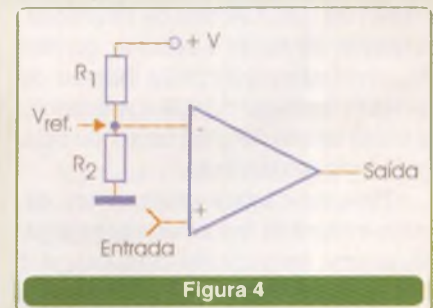 + V
R1
Vref.
-
R2
Saída
+
Entrada
Figura 4